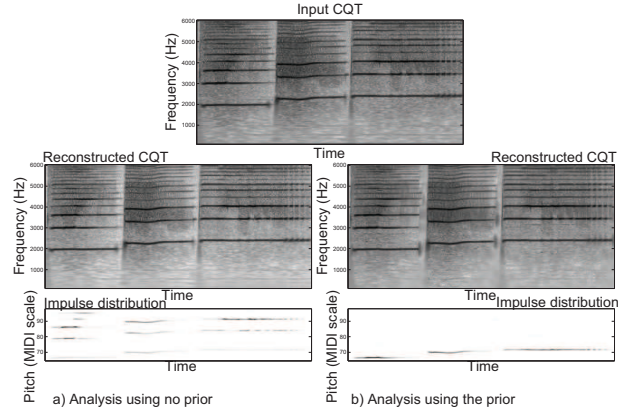 Input CQT
Frequency (Hz)
6000
5000
4000
3000
2000
1000
Time
Reconstructed CQT
Frequency (Hz)
6000
5000
4000
3000
2000
1000
Time
Impulse distribution
Pitch (MIDI scale)
90
80
70
Time
a) Analysis using no prior
Reconstructed CQT
Frequency (Hz)
6000
5000
4000
3000
2000
1000
Time
Impulse distribution
Pitch (MIDI scale)
90
80
70
Time
b) Analysis using the prior